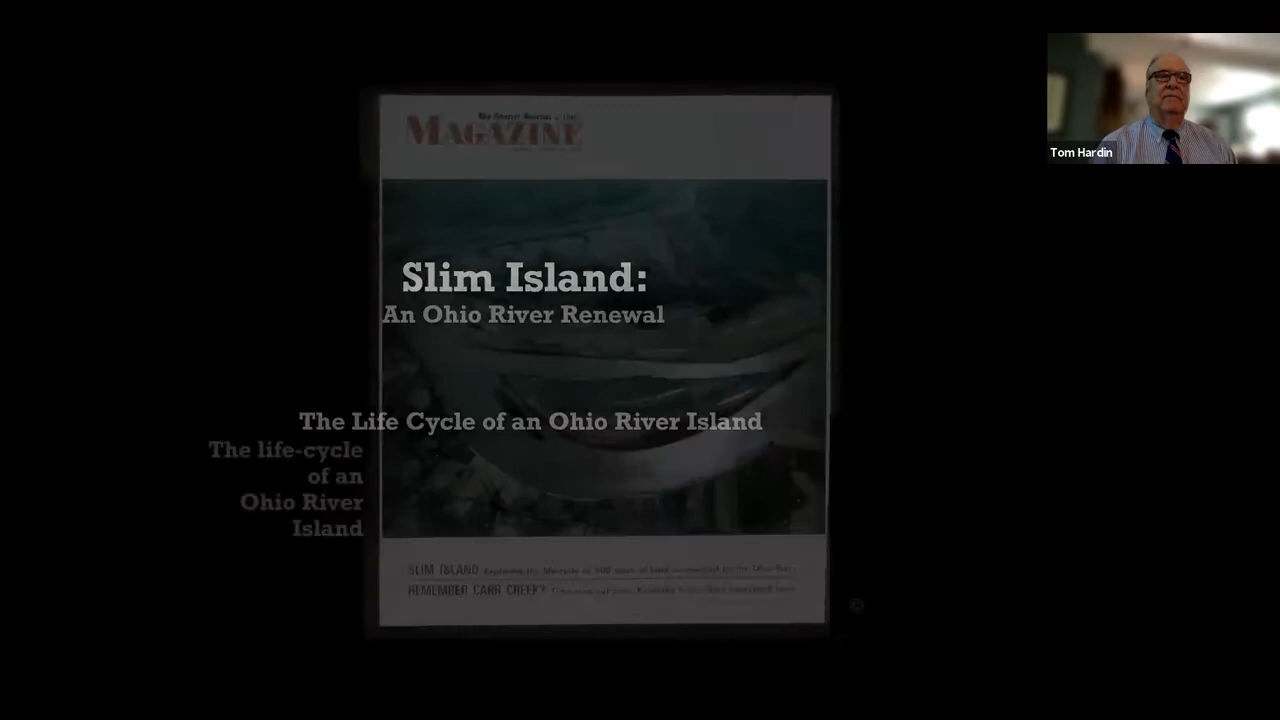 MAGAZINE
Slim Island:
An Ohio River Renewal
The Life Cycle of an Ohio River Island
The life-cycle
of an
Ohio River
Island
SLIM ISLAND
REMEMBER CARR CREEK?
©
Tom Hardin